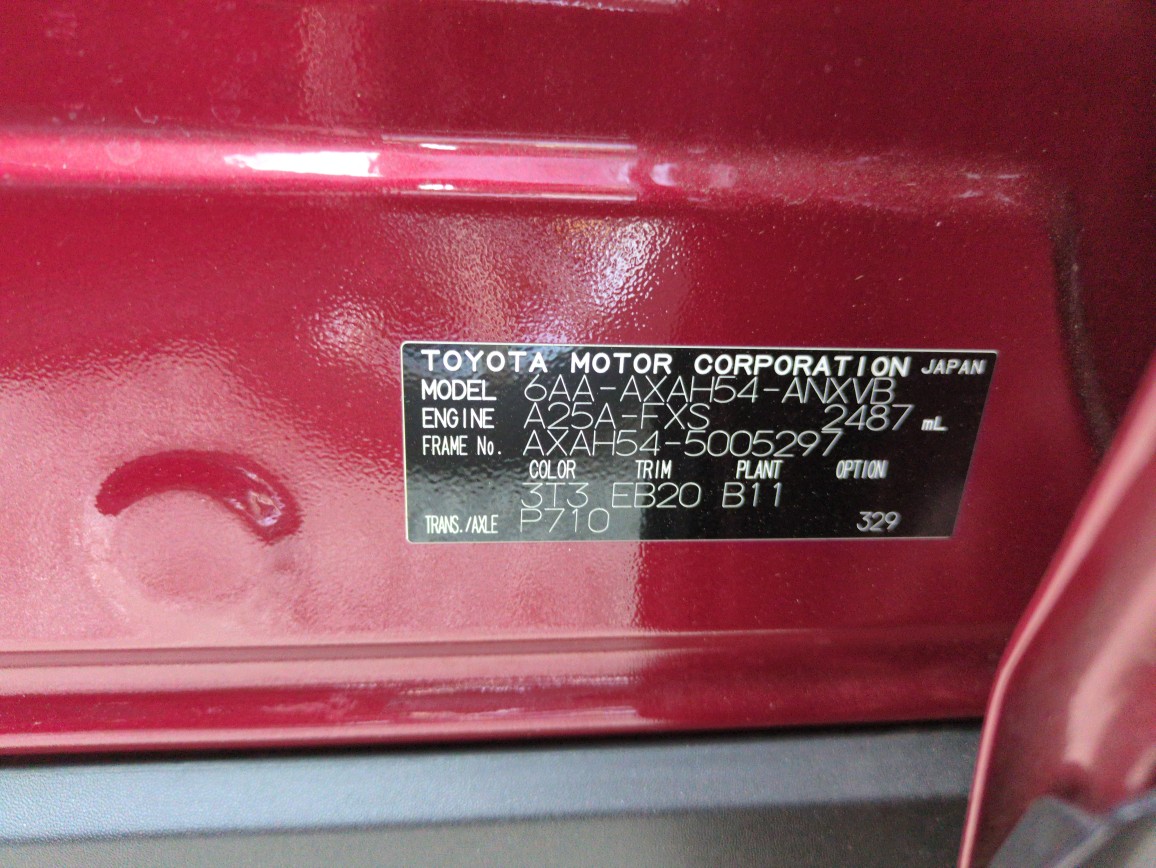 TOYOTA MOTOR CORPORATION JAPAN
MODEL 6AA-AXAH54-ANXVB
ENGINE A25A-FXS 2487 mL
FRAME No. AXAH54-5005297
COLOR TRIM PLANT OPTION
3T3 EB20 B11
TRANS./AXLE P710 329